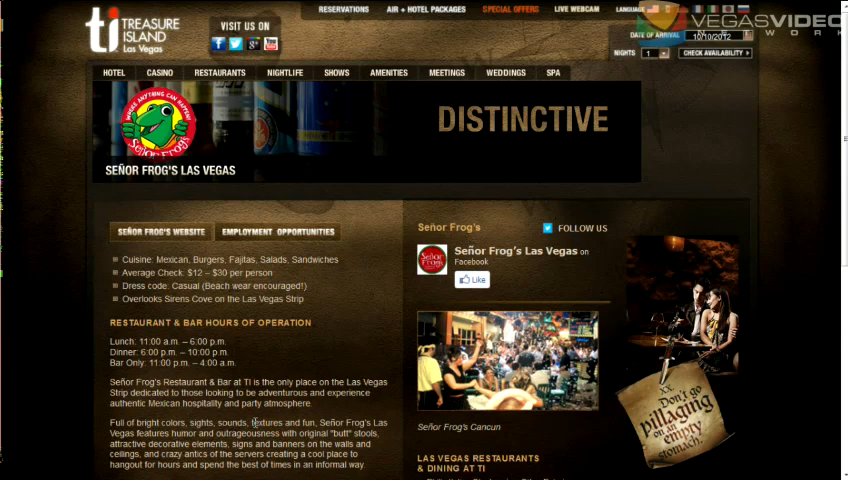 ti TREASURE
ISLAND
Las Vegas
VISIT US ON
RESERVATIONS AIR + HOTEL PACKAGES SPECIAL OFFERS LIVE WEBCAM LANGUAGE
VEGASVIDEO
NETWORK
DATE OF ARRIVAL 10/10/2012
NIGHTS 1 CHECK AVAILABILITY
HOTEL CASINO RESTAURANTS NIGHTLIFE SHOWS AMENITIES MEETINGS WEDDINGS SPA
WHERE ANYTHING CAN HAPPEN!
Señor Frog's
DISTINCTIVE
SEÑOR FROG'S LAS VEGAS
SEÑOR FROG'S WEBSITE EMPLOYMENT OPPORTUNITIES
Cuisine: Mexican, Burgers, Fajitas, Salads, Sandwiches
Average Check: $12 – $30 per person
Dress code: Casual (Beach wear encouraged!)
Overlooks Sirens Cove on the Las Vegas Strip
RESTAURANT & BAR HOURS OF OPERATION
Lunch: 11:00 a.m. – 6:00 p.m.
Dinner: 6:00 p.m. – 10:00 p.m.
Bar Only: 11:00 p.m. – 4:00 a.m.
Señor Frog's Restaurant & Bar at TI is the only place on the Las Vegas
Strip dedicated to those looking to be adventurous and experience
authentic Mexican hospitality and party atmosphere.
Full of bright colors, sights, sounds, textures and fun, Señor Frog's Las
Vegas features humor and outrageousness with original "butt" stools,
attractive decorative elements, signs and banners on the walls and
ceilings, and crazy antics of the servers creating a cool place to
hangout for hours and spend the best of times in an informal way.
Señor Frog's FOLLOW US
Señor Frog's Las Vegas on
Facebook
Like
Señor Frog's Cancun
LAS VEGAS RESTAURANTS
& DINING AT TI
Don't go
pillaging
on an
empty
stomach.